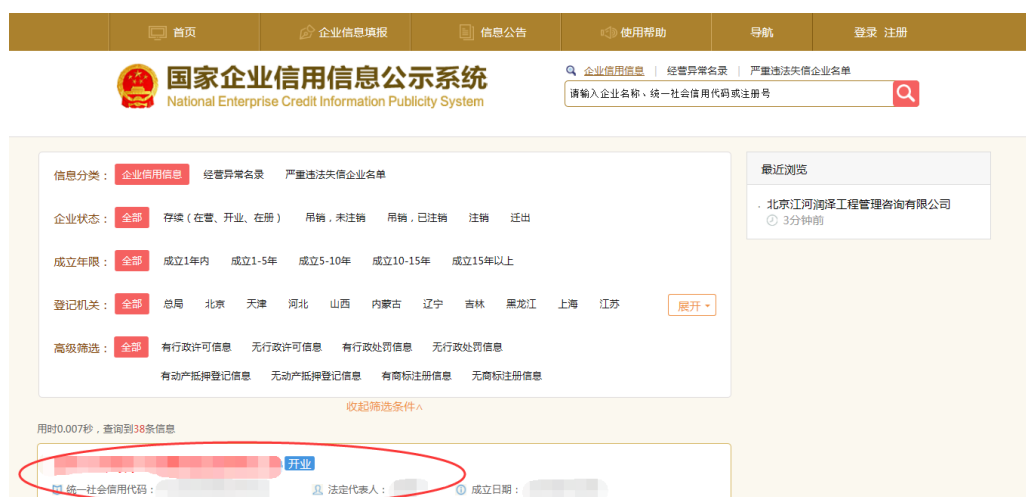 首页 企业信息填报 信息公告 使用帮助 导航 登录 注册
国家企业信用信息公示系统
National Enterprise Credit Information Publicity System
企业信用信息 | 经营异常名录 | 严重违法失信企业名单
请输入企业名称、统一社会信用代码或注册号
信息分类： 企业信用信息 经营异常名录 严重违法失信企业名单
企业状态： 全部 存续（在营、开业、在册） 吊销，未注销 吊销，已注销 注销 迁出
成立年限： 全部 成立1年内 成立1-5年 成立5-10年 成立10-15年 成立15年以上
登记机关： 全部 总局 北京 天津 河北 山西 内蒙古 辽宁 吉林 黑龙江 上海 江苏 展开
高级筛选： 全部 有行政许可信息 无行政许可信息 有行政处罚信息 无行政处罚信息
有动产抵押登记信息 无动产抵押登记信息 有商标注册信息 无商标注册信息
收起筛选条件
最近浏览
北京江河润泽工程管理咨询有限公司
3分钟前
用时0.007秒，查询到38条信息
开业
统一社会信用代码： 法定代表人： 成立日期：